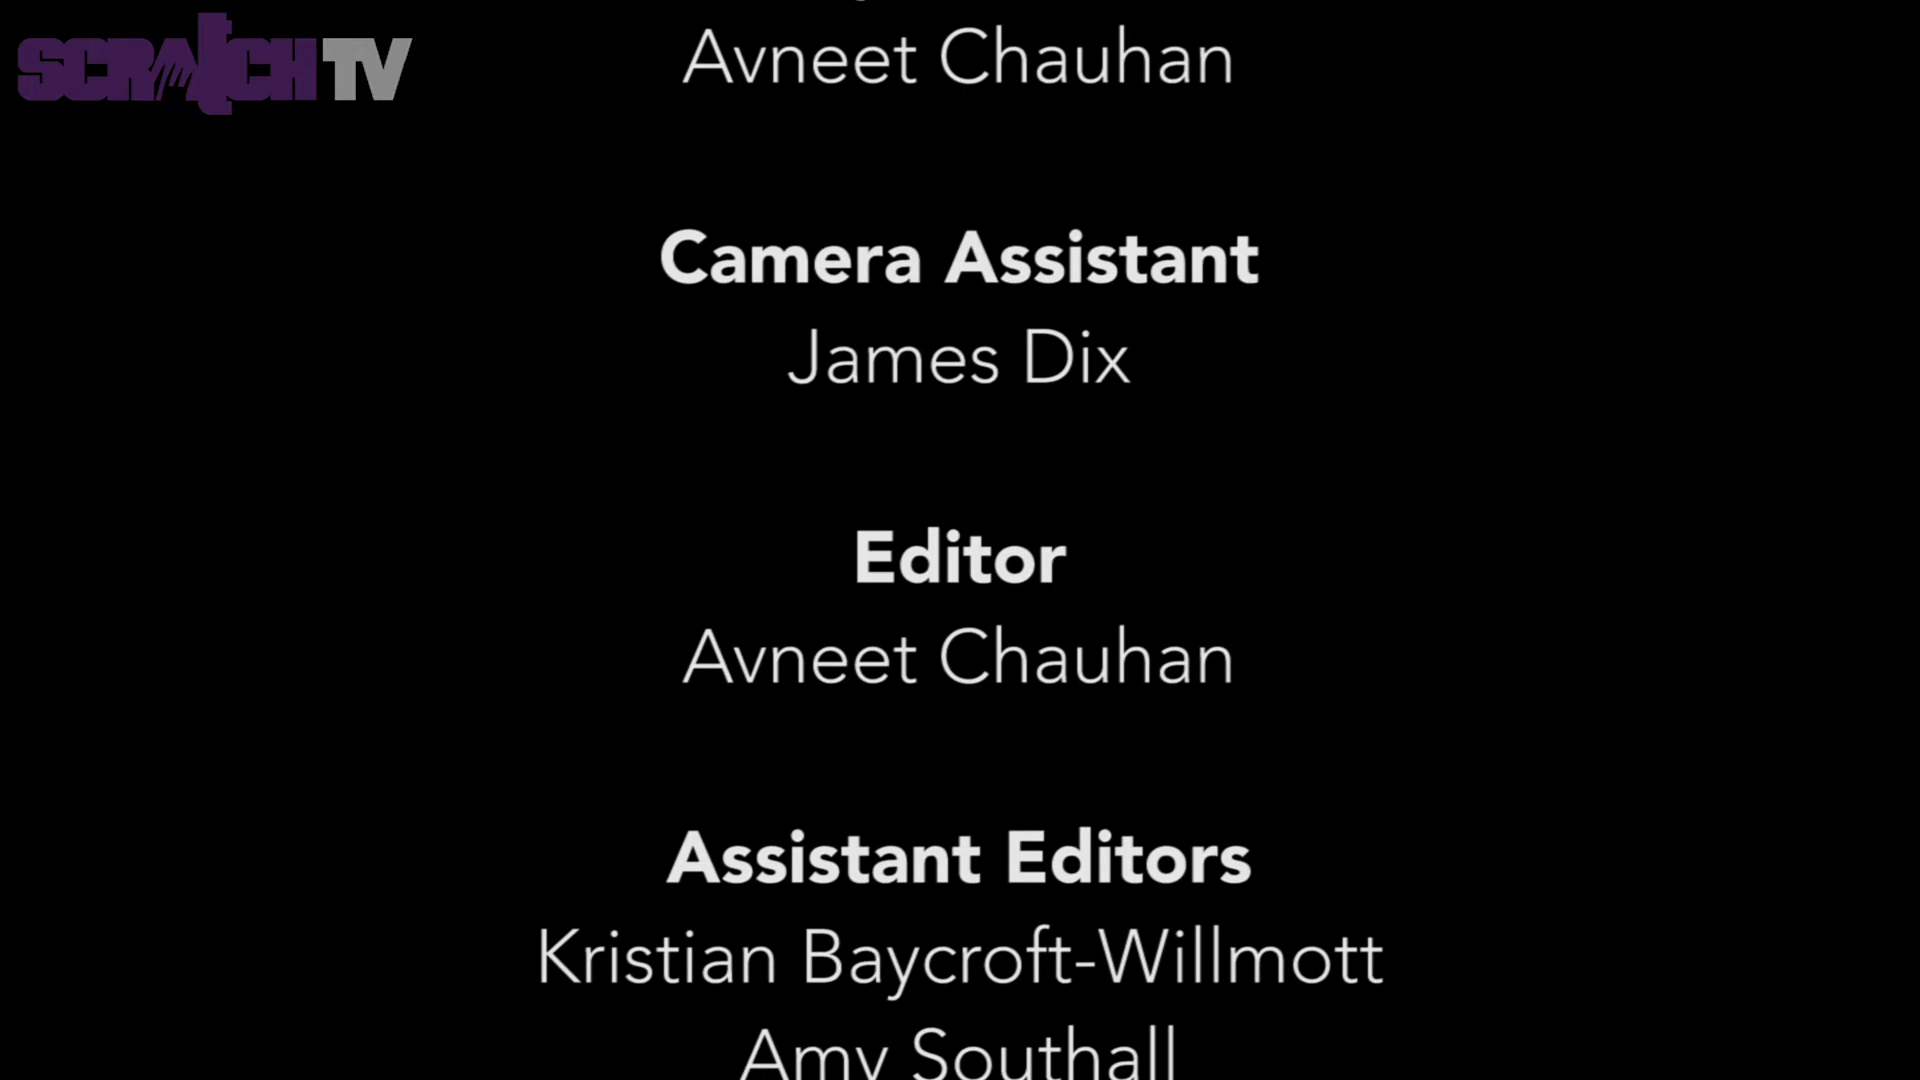 SCRATCHTV
Avneet Chauhan
Camera Assistant
James Dix
Editor
Avneet Chauhan
Assistant Editors
Kristian Baycroft-Willmott
Amy Southall